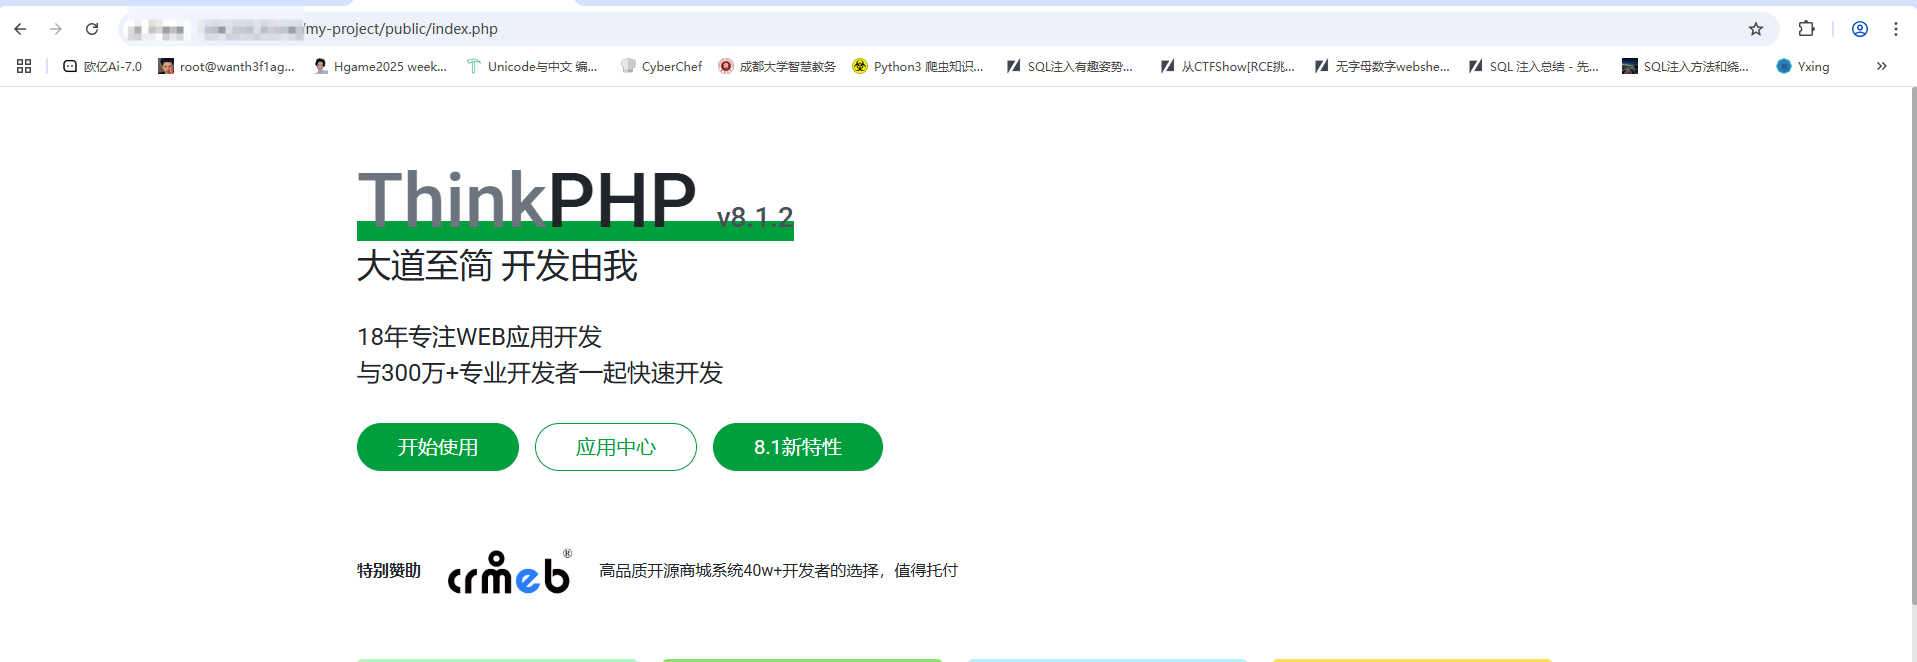 /my-project/public/index.php
欧亿Ai-7.0
root@wanth3f1ag...
Hgame2025 week...
Unicode与中文 编...
CyberChef
成都大学智慧教务
Python3 爬虫知识...
SQL注入有趣姿势...
从CTFShow[RCE挑...
无字母数字webshe...
SQL 注入总结 - 先...
SQL注入方法和绕...
Yxing
ThinkPHP v8.1.2
大道至简 开发由我
18年专注WEB应用开发
与300万+专业开发者一起快速开发
开始使用
应用中心
8.1新特性
特别赞助
crmeb®
高品质开源商城系统40w+开发者的选择，值得托付